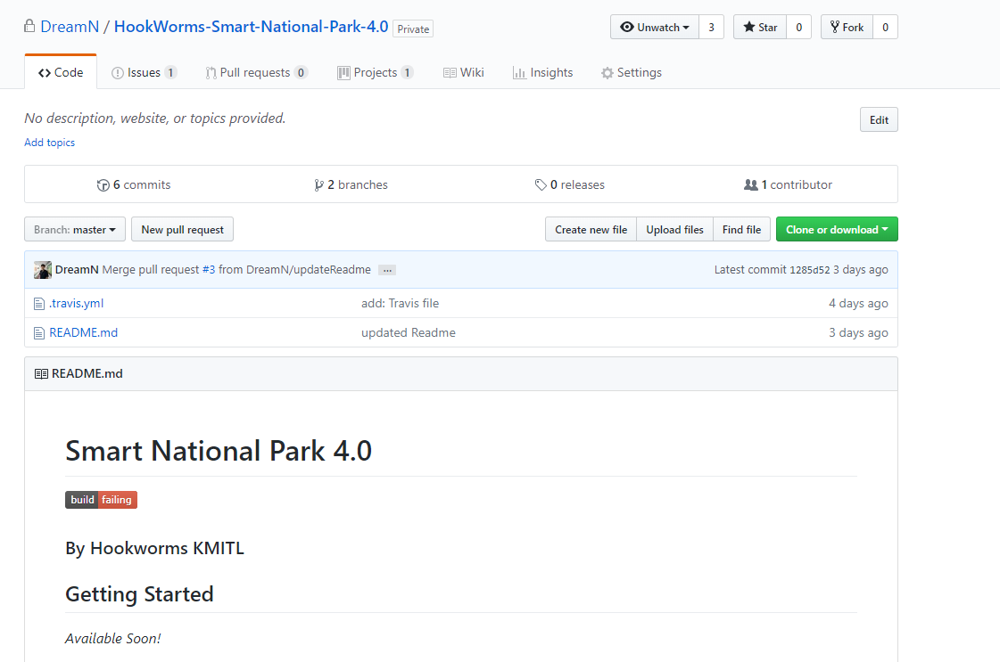 DreamN / HookWorms-Smart-National-Park-4.0 Private Unwatch 3 Star 0 Fork 0
Code Issues 1 Pull requests 0 Projects 1 Wiki Insights Settings
No description, website, or topics provided. Edit
Add topics
6 commits 2 branches 0 releases 1 contributor
Branch: master New pull request Create new file Upload files Find file Clone or download
DreamN Merge pull request #3 from DreamN/updateReadme ... Latest commit 1285d52 3 days ago
.travis.yml add: Travis file 4 days ago
README.md updated Readme 3 days ago
README.md
Smart National Park 4.0
build failing
By Hookworms KMITL
Getting Started
Available Soon!